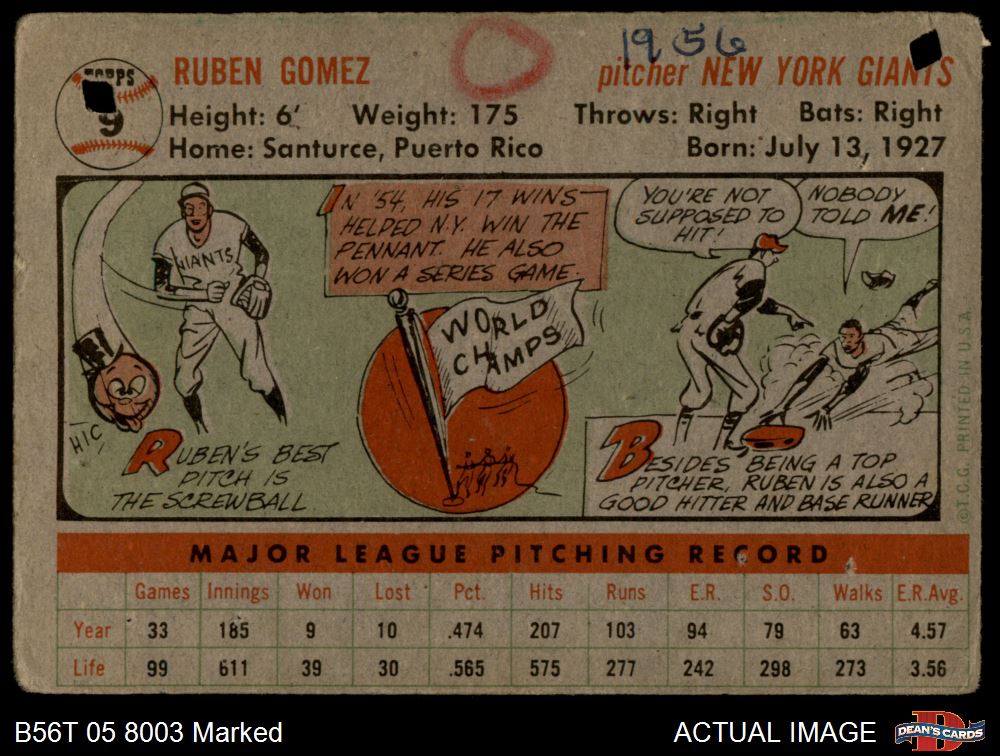 1956
TOPPS
9
RUBEN GOMEZ
pitcher NEW YORK GIANTS
Height: 6' Weight: 175 Throws: Right Bats: Right
Home: Santurce, Puerto Rico Born: July 13, 1927
GIANTS
HIC
RUBEN'S BEST
PITCH IS
THE SCREWBALL
IN '54, HIS 17 WINS
HELPED N.Y. WIN THE
PENNANT. HE ALSO
WON A SERIES GAME.
WORLD
CHAMPS
YOU'RE NOT
SUPPOSED TO
HIT!
NOBODY
TOLD ME!
BESIDES BEING A TOP
PITCHER, RUBEN IS ALSO A
GOOD HITTER AND BASE RUNNER
©T.C.G. PRINTED IN U.S.A.
MAJOR LEAGUE PITCHING RECORD
Games Innings Won Lost Pct. Hits Runs E.R. S.O. Walks E.R.Avg.
Year 33 185 9 10 .474 207 103 94 79 63 4.57
Life 99 611 39 30 .565 575 277 242 298 273 3.56
B56T 05 8003 Marked ACTUAL IMAGE
DEAN'S CARDS